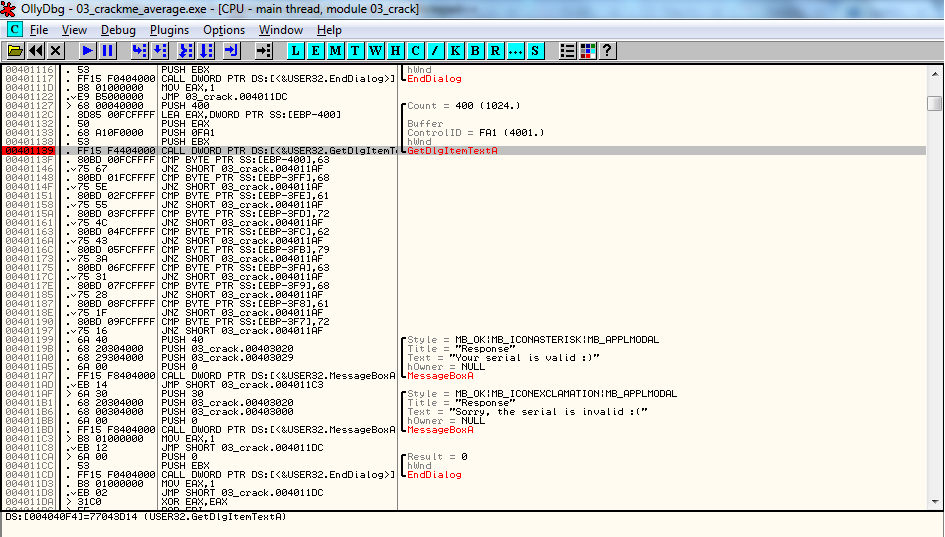 OllyDbg - 03_crackme_average.exe - [CPU - main thread, module 03_crack]
C File View Debug Plugins Options Window Help
L E M T W H C / K B R ... S ?
00401116 . 53 PUSH EBX hWnd
00401117 . FF15 F0404000 CALL DWORD PTR DS:[<&USER32.EndDialog>] EndDialog
0040111D . B8 01000000 MOV EAX,1
00401122 .vE9 B5000000 JMP 03_crack.004011DC
00401127 > 68 00040000 PUSH 400 Count = 400 (1024.)
0040112C . 8D85 00FCFFFF LEA EAX,DWORD PTR SS:[EBP-400]
00401132 . 50 PUSH EAX Buffer
00401133 . 68 A10F0000 PUSH 0FA1 ControlID = FA1 (4001.)
00401138 . 53 PUSH EBX hWnd
00401139 . FF15 F4404000 CALL DWORD PTR DS:[<&USER32.GetDlgItemT GetDlgItemTextA
0040113F . 80BD 00FCFFFF CMP BYTE PTR SS:[EBP-400],63
00401146 .v75 67 JNZ SHORT 03_crack.004011AF
00401148 . 80BD 01FCFFFF CMP BYTE PTR SS:[EBP-3FF],68
0040114F .v75 5E JNZ SHORT 03_crack.004011AF
00401151 . 80BD 02FCFFFF CMP BYTE PTR SS:[EBP-3FE],61
00401158 .v75 55 JNZ SHORT 03_crack.004011AF
0040115A . 80BD 03FCFFFF CMP BYTE PTR SS:[EBP-3FD],72
00401161 .v75 4C JNZ SHORT 03_crack.004011AF
00401163 . 80BD 04FCFFFF CMP BYTE PTR SS:[EBP-3FC],62
0040116A .v75 43 JNZ SHORT 03_crack.004011AF
0040116C . 80BD 05FCFFFF CMP BYTE PTR SS:[EBP-3FB],79
00401173 .v75 3A JNZ SHORT 03_crack.004011AF
00401175 . 80BD 06FCFFFF CMP BYTE PTR SS:[EBP-3FA],63
0040117C .v75 31 JNZ SHORT 03_crack.004011AF
0040117E . 80BD 07FCFFFF CMP BYTE PTR SS:[EBP-3F9],68
00401185 .v75 28 JNZ SHORT 03_crack.004011AF
00401187 . 80BD 08FCFFFF CMP BYTE PTR SS:[EBP-3F8],61
0040118E .v75 1F JNZ SHORT 03_crack.004011AF
00401190 . 80BD 09FCFFFF CMP BYTE PTR SS:[EBP-3F7],72
00401197 .v75 16 JNZ SHORT 03_crack.004011AF
00401199 . 6A 40 PUSH 40 Style = MB_OK|MB_ICONASTERISK|MB_APPLMODAL
0040119B . 68 20304000 PUSH 03_crack.00403020 Title = "Response"
004011A0 . 68 29304000 PUSH 03_crack.00403029 Text = "Your serial is valid :)"
004011A5 . 6A 00 PUSH 0 hOwner = NULL
004011A7 . FF15 F8404000 CALL DWORD PTR DS:[<&USER32.MessageBoxA MessageBoxA
004011AD .vEB 14 JMP SHORT 03_crack.004011C3
004011AF > 6A 30 PUSH 30 Style = MB_OK|MB_ICONEXCLAMATION|MB_APPLMODAL
004011B1 . 68 20304000 PUSH 03_crack.00403020 Title = "Response"
004011B6 . 68 00304000 PUSH 03_crack.00403000 Text = "Sorry, the serial is invalid :("
004011BB . 6A 00 PUSH 0 hOwner = NULL
004011BD . FF15 F8404000 CALL DWORD PTR DS:[<&USER32.MessageBoxA MessageBoxA
004011C3 > B8 01000000 MOV EAX,1
004011C8 .vEB 12 JMP SHORT 03_crack.004011DC
004011CA > 6A 00 PUSH 0 Result = 0
004011CC . 53 PUSH EBX hWnd
004011CD . FF15 F0404000 CALL DWORD PTR DS:[<&USER32.EndDialog>] EndDialog
004011D3 . B8 01000000 MOV EAX,1
004011D8 .vEB 02 JMP SHORT 03_crack.004011DC
004011DA > 31C0 XOR EAX,EAX
DS:[004040F4]=77043D14 (USER32.GetDlgItemTextA)